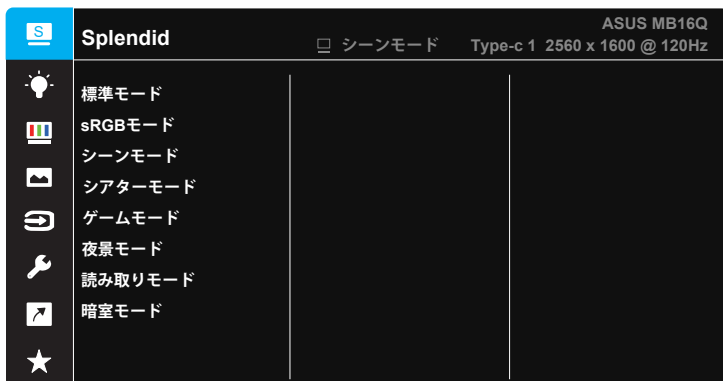 S
Splendid
シーンモード
ASUS MB16Q
Type-c 1 2560 x 1600 @ 120Hz
標準モード
sRGBモード
シーンモード
シアターモード
ゲームモード
夜景モード
読み取りモード
暗室モード